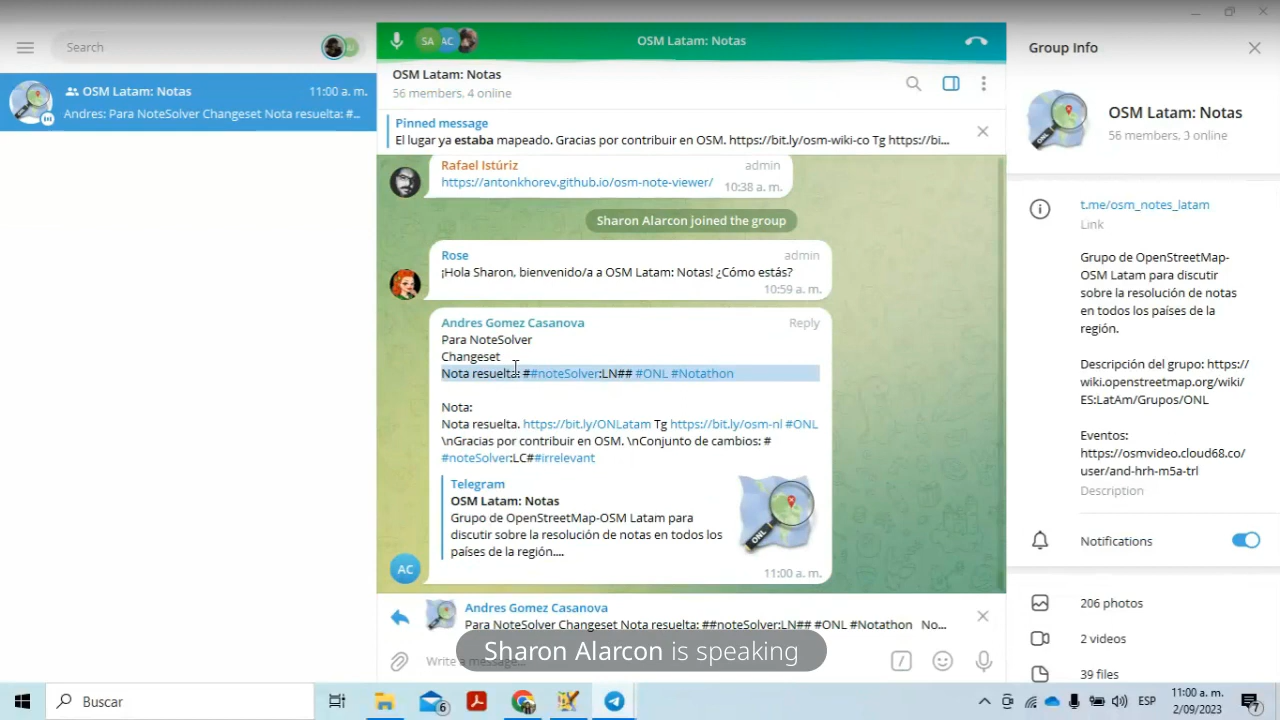 Search
OSM Latam: Notas
11:00 a. m.
Andres: Para NoteSolver Changeset Nota resuelta: #...
SA
AC
OSM Latam: Notas
OSM Latam: Notas
56 members, 4 online
Pinned message
El lugar ya estaba mapeado. Gracias por contribuir en OSM. https://bit.ly/osm-wiki-co Tg https://bi...
Rafael Istúriz
admin
https://antonkhorev.github.io/osm-note-viewer/
10:38 a. m.
Sharon Alarcon joined the group
Rose
admin
¡Hola Sharon, bienvenido/a a OSM Latam: Notas! ¿Cómo estás?
10:59 a. m.
Andres Gomez Casanova
Reply
Para NoteSolver
Changeset
Nota resuelta: ##noteSolver:LN## #ONL #Notathon
Nota:
Nota resuelta. https://bit.ly/ONLatam Tg https://bit.ly/osm-nl #ONL
\nGracias por contribuir en OSM. \nConjunto de cambios: #
#noteSolver:LC##irrelevant
Telegram
OSM Latam: Notas
Grupo de OpenStreetMap-OSM Latam para
discutir sobre la resolución de notas en todos los
países de la región....
ONL
AC
11:00 a. m.
Andres Gomez Casanova
Para NoteSolver Changeset Nota resuelta: ##noteSolver:LN## #ONL #Notathon No...
Write a message...
Sharon Alarcon is speaking
Group Info
ONL
OSM Latam: Notas
56 members, 3 online
t.me/osm_notes_latam
Link
Grupo de OpenStreetMap-
OSM Latam para discutir
sobre la resolución de notas
en todos los países de la
región.
Descripción del grupo: https://
wiki.openstreetmap.org/wiki/
ES:LatAm/Grupos/ONL
Eventos:
https://osmvideo.cloud68.co/
user/and-hrh-m5a-trl
Description
Notifications
206 photos
2 videos
39 files
Buscar
6
ESP
11:00 a. m.
2/09/2023
7